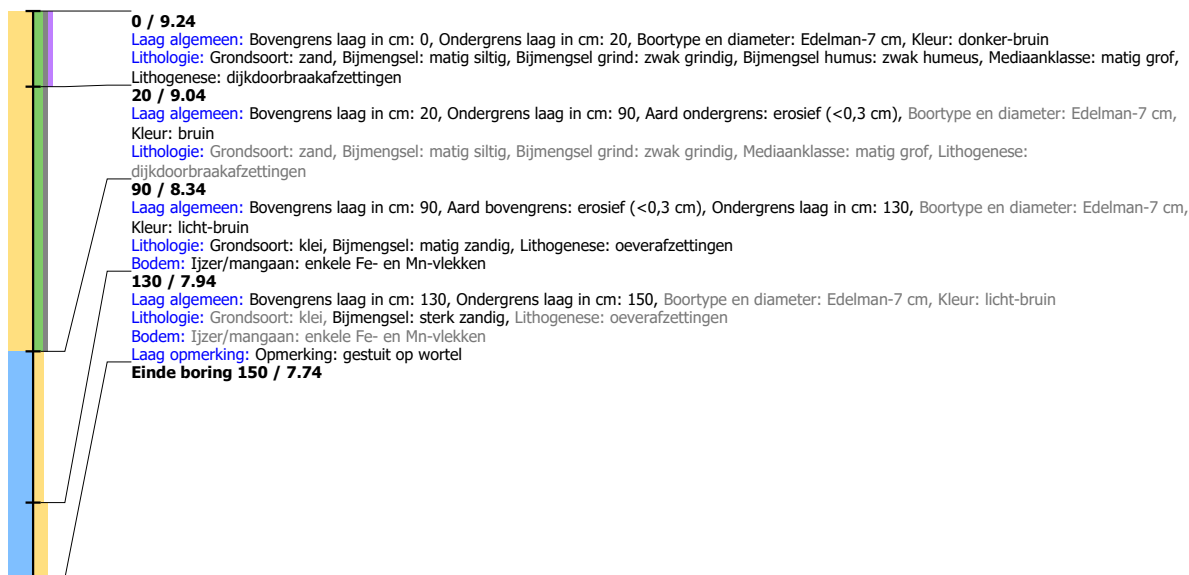 0 / 9.24
Laag algemeen: Bovengrens laag in cm: 0, Ondergrens laag in cm: 20, Boortype en diameter: Edelman-7 cm, Kleur: donker-bruin
Lithologie: Grondsoort: zand, Bijmengsel: matig siltig, Bijmengsel grind: zwak grindig, Bijmengsel humus: zwak humeus, Mediaanklasse: matig grof,
Lithogenese: dijkdoorbraakafzettingen
20 / 9.04
Laag algemeen: Bovengrens laag in cm: 20, Ondergrens laag in cm: 90, Aard ondergrens: erosief (<0,3 cm), Boortype en diameter: Edelman-7 cm,
Kleur: bruin
Lithologie: Grondsoort: zand, Bijmengsel: matig siltig, Bijmengsel grind: zwak grindig, Mediaanklasse: matig grof, Lithogenese:
dijkdoorbraakafzettingen
90 / 8.34
Laag algemeen: Bovengrens laag in cm: 90, Aard bovengrens: erosief (<0,3 cm), Ondergrens laag in cm: 130, Boortype en diameter: Edelman-7 cm,
Kleur: licht-bruin
Lithologie: Grondsoort: klei, Bijmengsel: matig zandig, Lithogenese: oeverafzettingen
Bodem: Ijzer/mangaan: enkele Fe- en Mn-vlekken
130 / 7.94
Laag algemeen: Bovengrens laag in cm: 130, Ondergrens laag in cm: 150, Boortype en diameter: Edelman-7 cm, Kleur: licht-bruin
Lithologie: Grondsoort: klei, Bijmengsel: sterk zandig, Lithogenese: oeverafzettingen
Bodem: Ijzer/mangaan: enkele Fe- en Mn-vlekken
Laag opmerking: Opmerking: gestuit op wortel
Einde boring 150 / 7.74